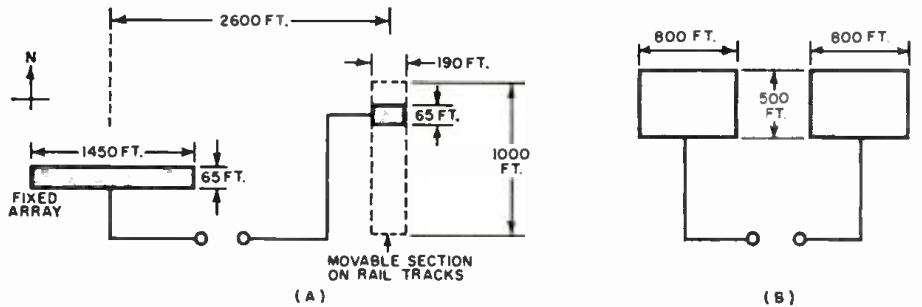 2600 FT.
N
190 FT.
65 FT.
1000
FT.
1450 FT.
65 FT.
FIXED
ARRAY
MOVABLE SECTION
ON RAIL TRACKS
(A)
800 FT.
800 FT.
500
FT.
(B)